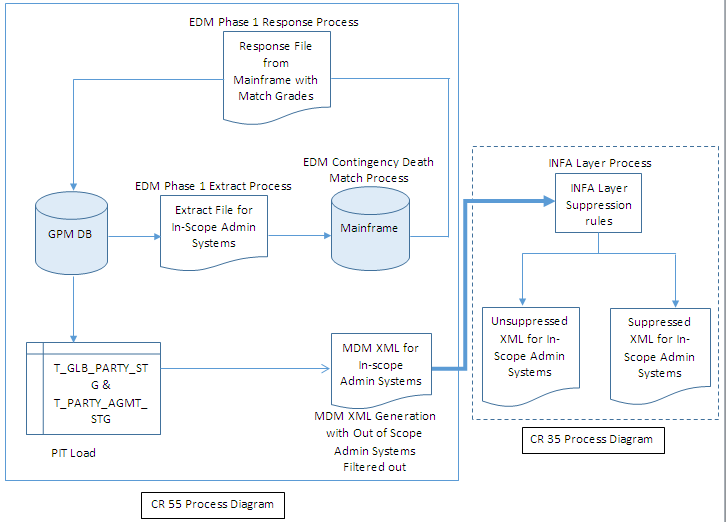 EDM Phase 1 Response Process
Response File
from
Mainframe with
Match Grades
EDM Contingency Death
Match Process
EDM Phase 1 Extract Process
GPM DB
Extract File for
In-Scope Admin
Systems
Mainframe
T_GLB_PARTY_ST
G &
T_PARTY_AGMT_
STG
PIT Load
MDM XML for
In-scope
Admin Systems
MDM XML Generation
with Out of Scope
Admin Systems
Filtered out
CR 55 Process Diagram
INFA Layer Process
INFA Layer
Suppression
rules
Unsuppressed
XML for In-
Scope Admin
Systems
Suppressed
XML for In-
Scope Admin
Systems
CR 35 Process Diagram